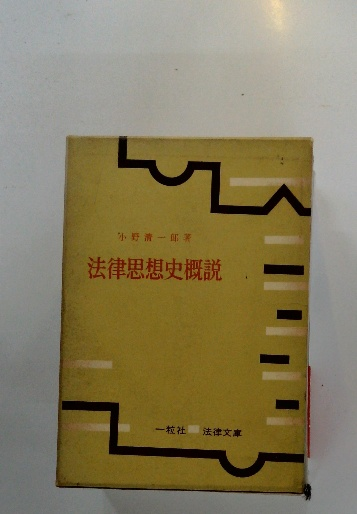 小野清一郎著
法律思想史概説
一粒社 法律文庫